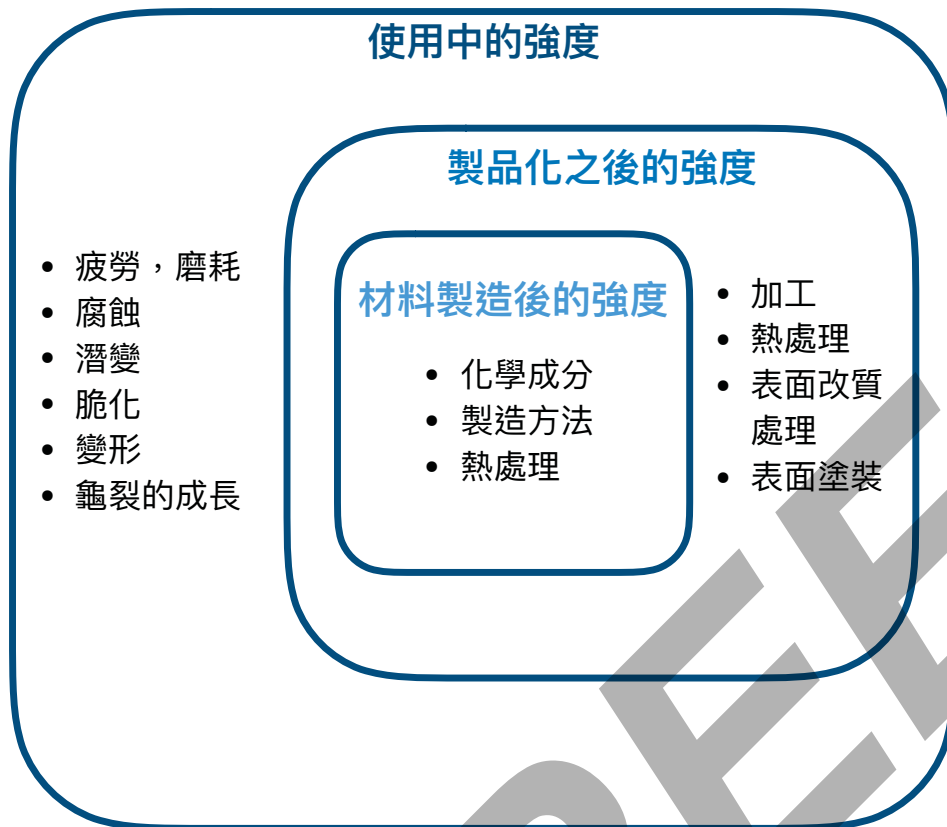 使用中的強度
製品化之後的強度
材料製造後的強度
• 化學成分
• 製造方法
• 熱處理
• 加工
• 熱處理
• 表面改質
處理
• 表面塗裝
• 疲勞，磨耗
• 腐蝕
• 潛變
• 脆化
• 變形
• 龜裂的成長